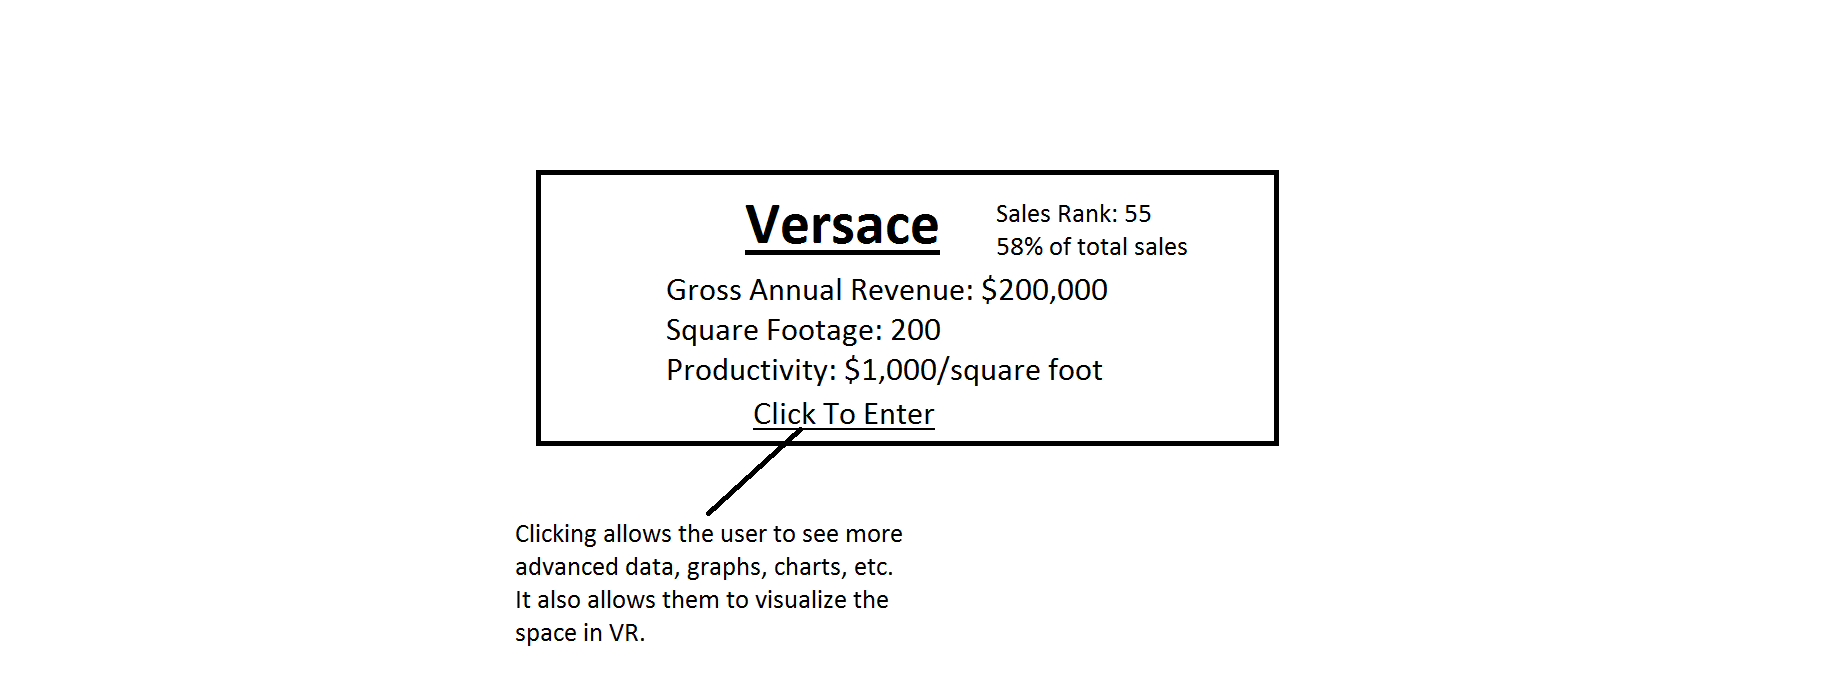 Versace
Sales Rank: 55
58% of total sales
Gross Annual Revenue: $200,000
Square Footage: 200
Productivity: $1,000/square foot
Click To Enter
Clicking allows the user to see more
advanced data, graphs, charts, etc.
It also allows them to visualize the
space in VR.